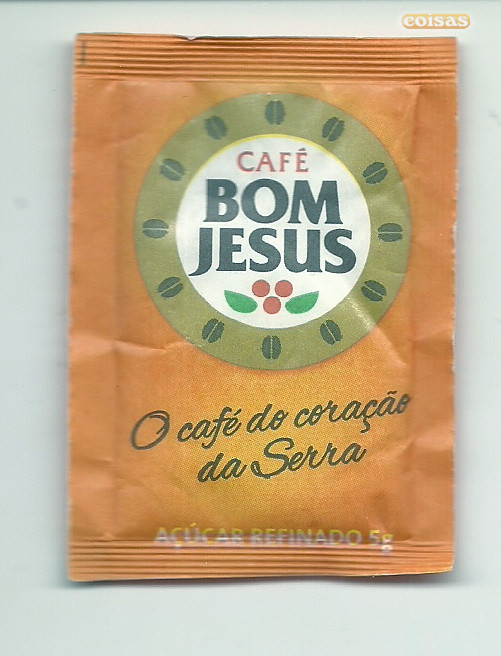 coisas
CAFÉ
BOM
JESUS
O café do coração
da Serra
AÇÚCAR REFINADO 5g